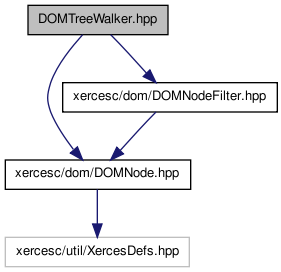 DOMTreeWalker.hpp
xercesc/dom/DOMNodeFilter.hpp
xercesc/dom/DOMNode.hpp
xercesc/util/XercesDefs.hpp